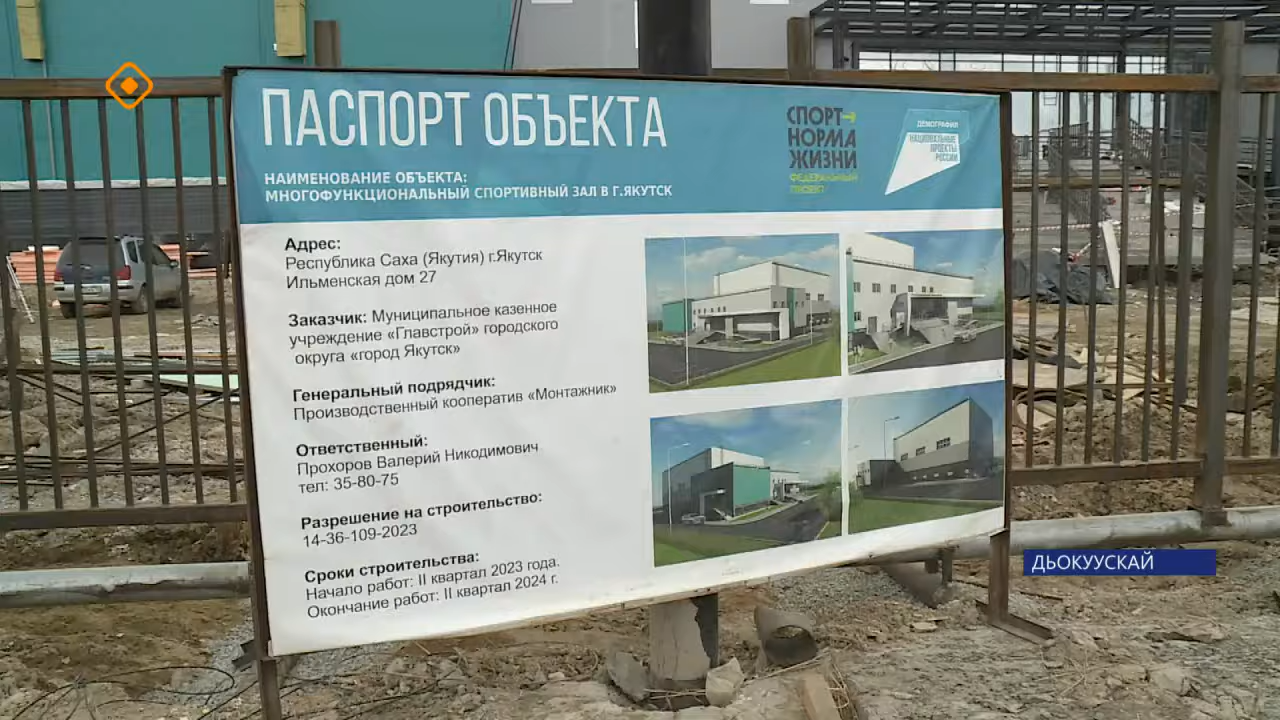 ПАСПОРТ ОБЪЕКТА
НАИМЕНОВАНИЕ ОБЪЕКТА:
МНОГОФУНКЦИОНАЛЬНЫЙ СПОРТИВНЫЙ ЗАЛ В Г.ЯКУТСК
СПОРТ
НОРМА
ЖИЗНИ
ФЕДЕРАЛЬНЫЙ
ПРОЕКТ
ДЕМОГРАФИЯ
НАЦИОНАЛЬНЫЕ
ПРОЕКТЫ
РОССИИ
Адрес:
Республика Саха (Якутия) г.Якутск
Ильменская дом 27
Заказчик: Муниципальное казенное
учреждение «Главстрой» городского
округа «город Якутск»
Генеральный подрядчик:
Производственный кооператив «Монтажник»
Ответственный:
Прохоров Валерий Никодимович
тел: 35-80-75
Разрешение на строительство:
14-36-109-2023
Сроки строительства:
Начало работ: II квартал 2023 года.
Окончание работ: II квартал 2024 г.
ДЬОКУУСКАЙ